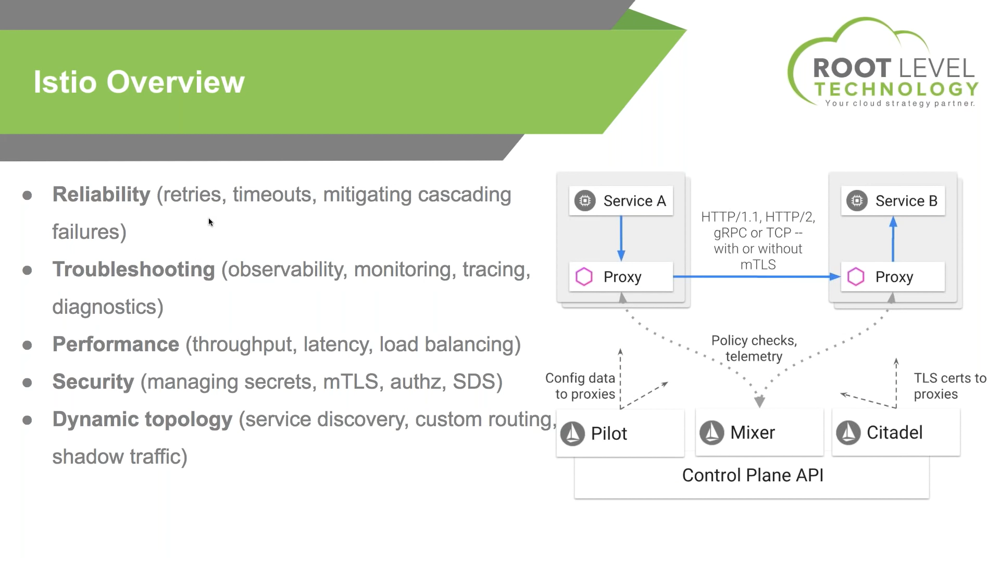 Istio Overview
ROOT LEVEL
TECHNOLOGY
Your cloud strategy partner.
● Reliability (retries, timeouts, mitigating cascading
failures)
● Troubleshooting (observability, monitoring, tracing,
diagnostics)
● Performance (throughput, latency, load balancing)
● Security (managing secrets, mTLS, authz, SDS)
● Dynamic topology (service discovery, custom routing,
shadow traffic)
Service A
Proxy
HTTP/1.1, HTTP/2,
gRPC or TCP --
with or without
mTLS
Service B
Proxy
Policy checks,
telemetry
Config data
to proxies
TLS certs to
proxies
Pilot
Mixer
Citadel
Control Plane API